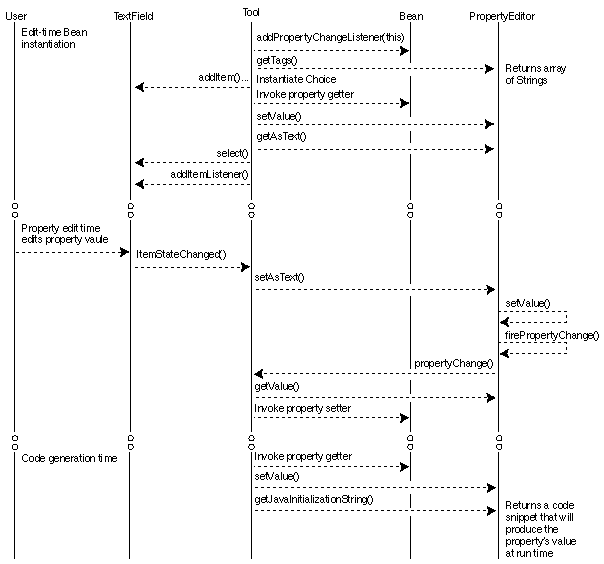 User TextField Tool Bean PropertyEditor
Edit-time Bean
instantiation
addPropertyChangeListener(this)
getTags()
Returns array
of Strings
addItem()... Instantiate Choice
Invoke property getter
setValue()
getAsText()
select()
addItemListener()
Property edit time
edits property vaule
ItemStateChanged()
setAsText()
setValue()
firePropertyChange()
propertyChange()
getValue()
Invoke property setter
Code generation time
Invoke property getter
setValue()
getJavaInitializationString()
Returns a code
snippet that will
produce the
property's value
at run time